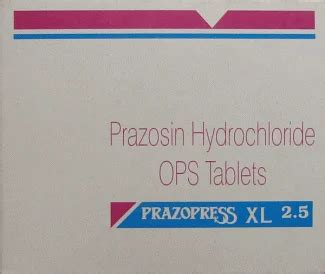 Prazosin Hydrochloride
OPS Tablets
PRAZOPRESS XL 2.5